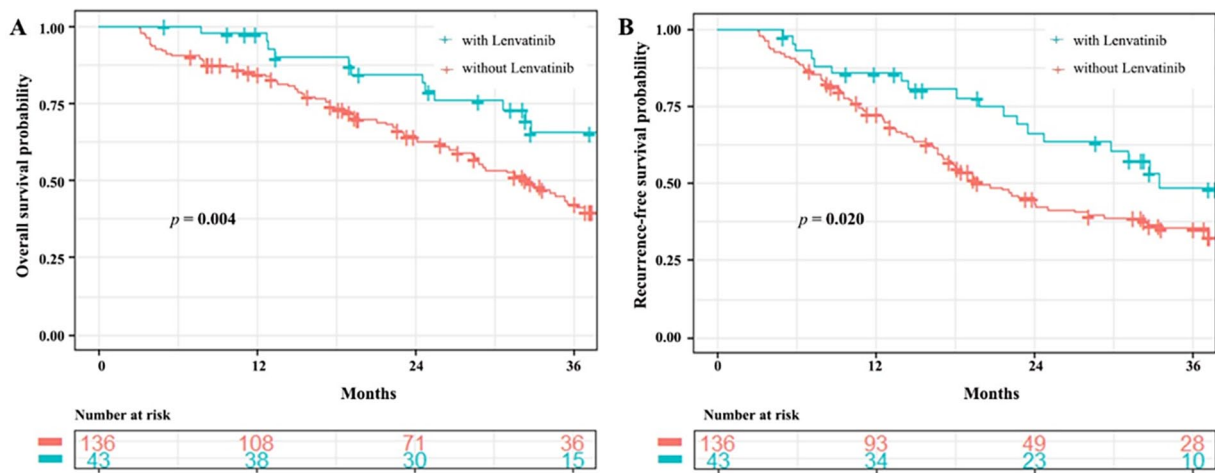 A
Overall survival probability
1.00
0.75
0.50
0.25
0.00
with Lenvatinib
without Lenvatinib
p = 0.004
0 12 24 36
Months
Number at risk
136 108 71 36
43 38 30 15
B
Recurrence-free survival probability
1.00
0.75
0.50
0.25
0.00
with Lenvatinib
without Lenvatinib
p = 0.020
0 12 24 36
Months
Number at risk
136 93 49 28
43 34 23 10